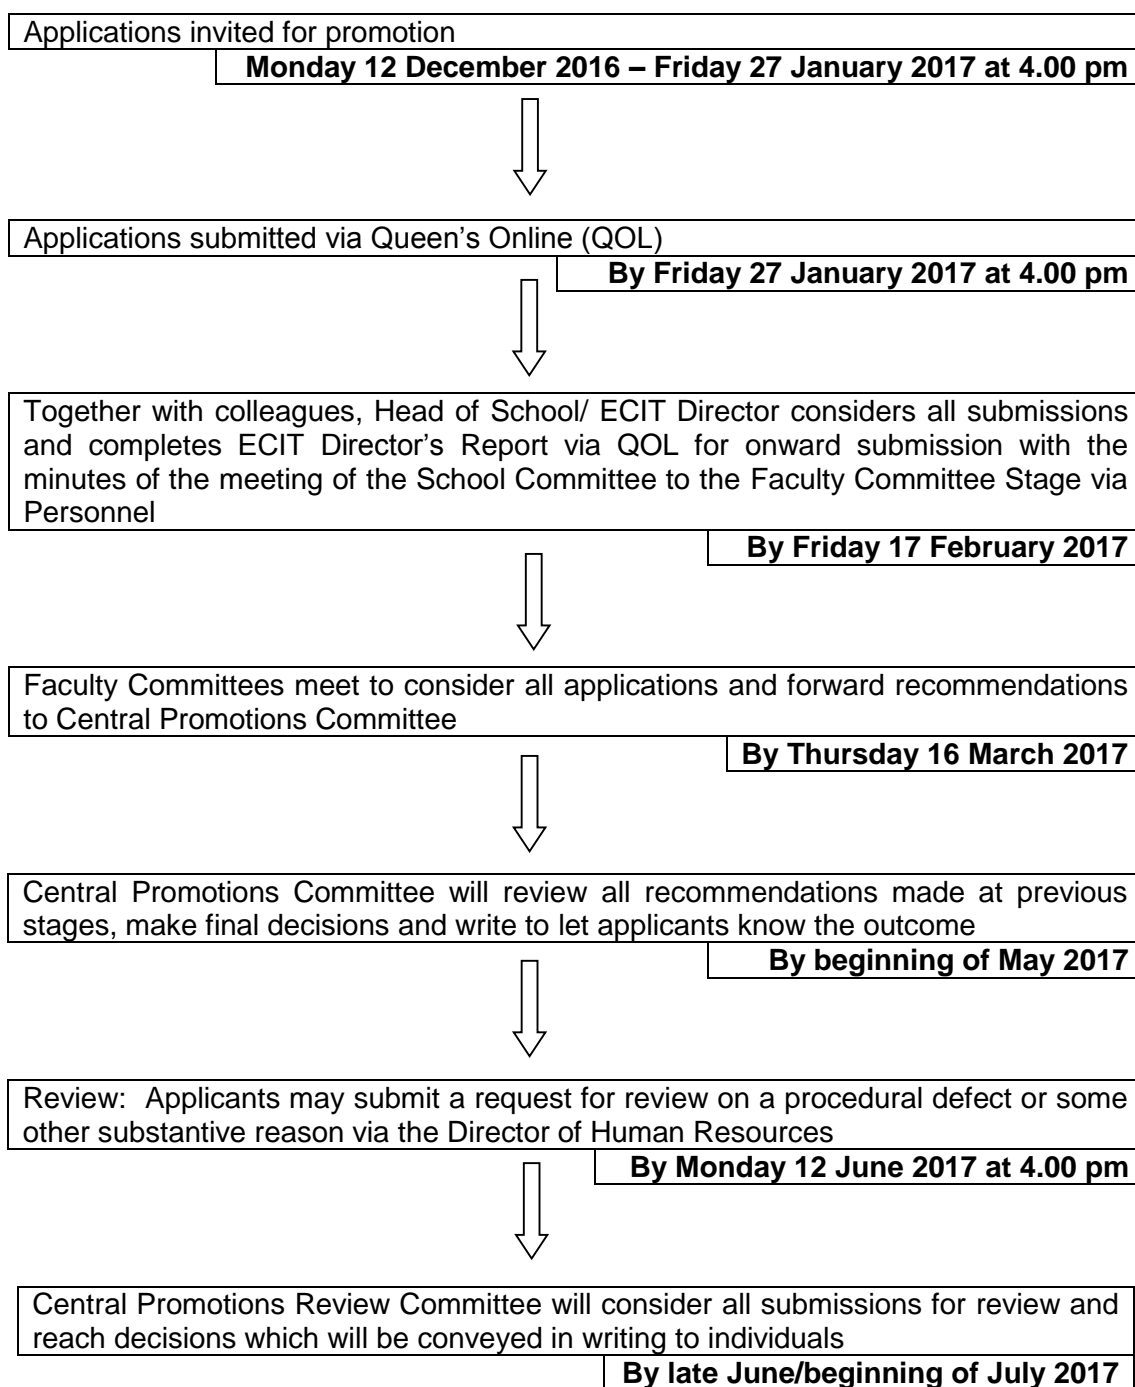 Applications invited for promotion
Monday 12 December 2016 – Friday 27 January 2017 at 4.00 pm
Applications submitted via Queen's Online (QOL)
By Friday 27 January 2017 at 4.00 pm
Together with colleagues, Head of School/ ECIT Director considers all submissions
and completes ECIT Director's Report via QOL for onward submission with the
minutes of the meeting of the School Committee to the Faculty Committee Stage via
Personnel
By Friday 17 February 2017
Faculty Committees meet to consider all applications and forward recommendations
to Central Promotions Committee
By Thursday 16 March 2017
Central Promotions Committee will review all recommendations made at previous
stages, make final decisions and write to let applicants know the outcome
By beginning of May 2017
Review: Applicants may submit a request for review on a procedural defect or some
other substantive reason via the Director of Human Resources
By Monday 12 June 2017 at 4.00 pm
Central Promotions Review Committee will consider all submissions for review and
reach decisions which will be conveyed in writing to individuals
By late June/beginning of July 2017